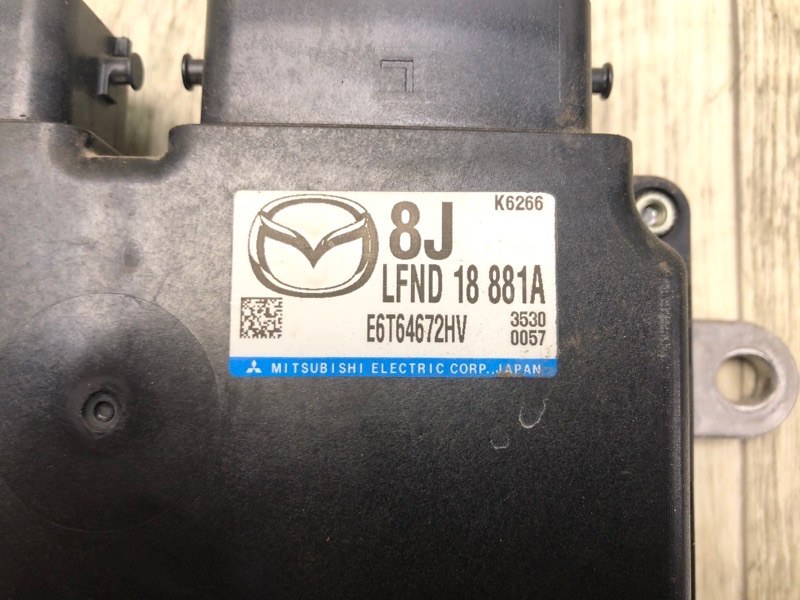 K6266
8J
LFND 18 881A
E6T64672HV
3530
0057
MITSUBISHI ELECTRIC CORP., JAPAN